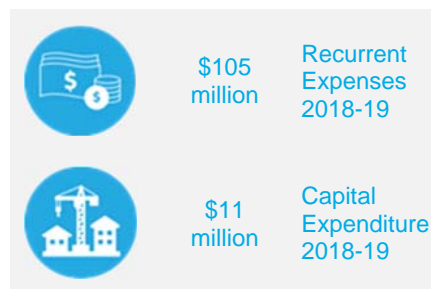 $105
million
Recurrent
Expenses
2018-19
$11
million
Capital
Expenditure
2018-19